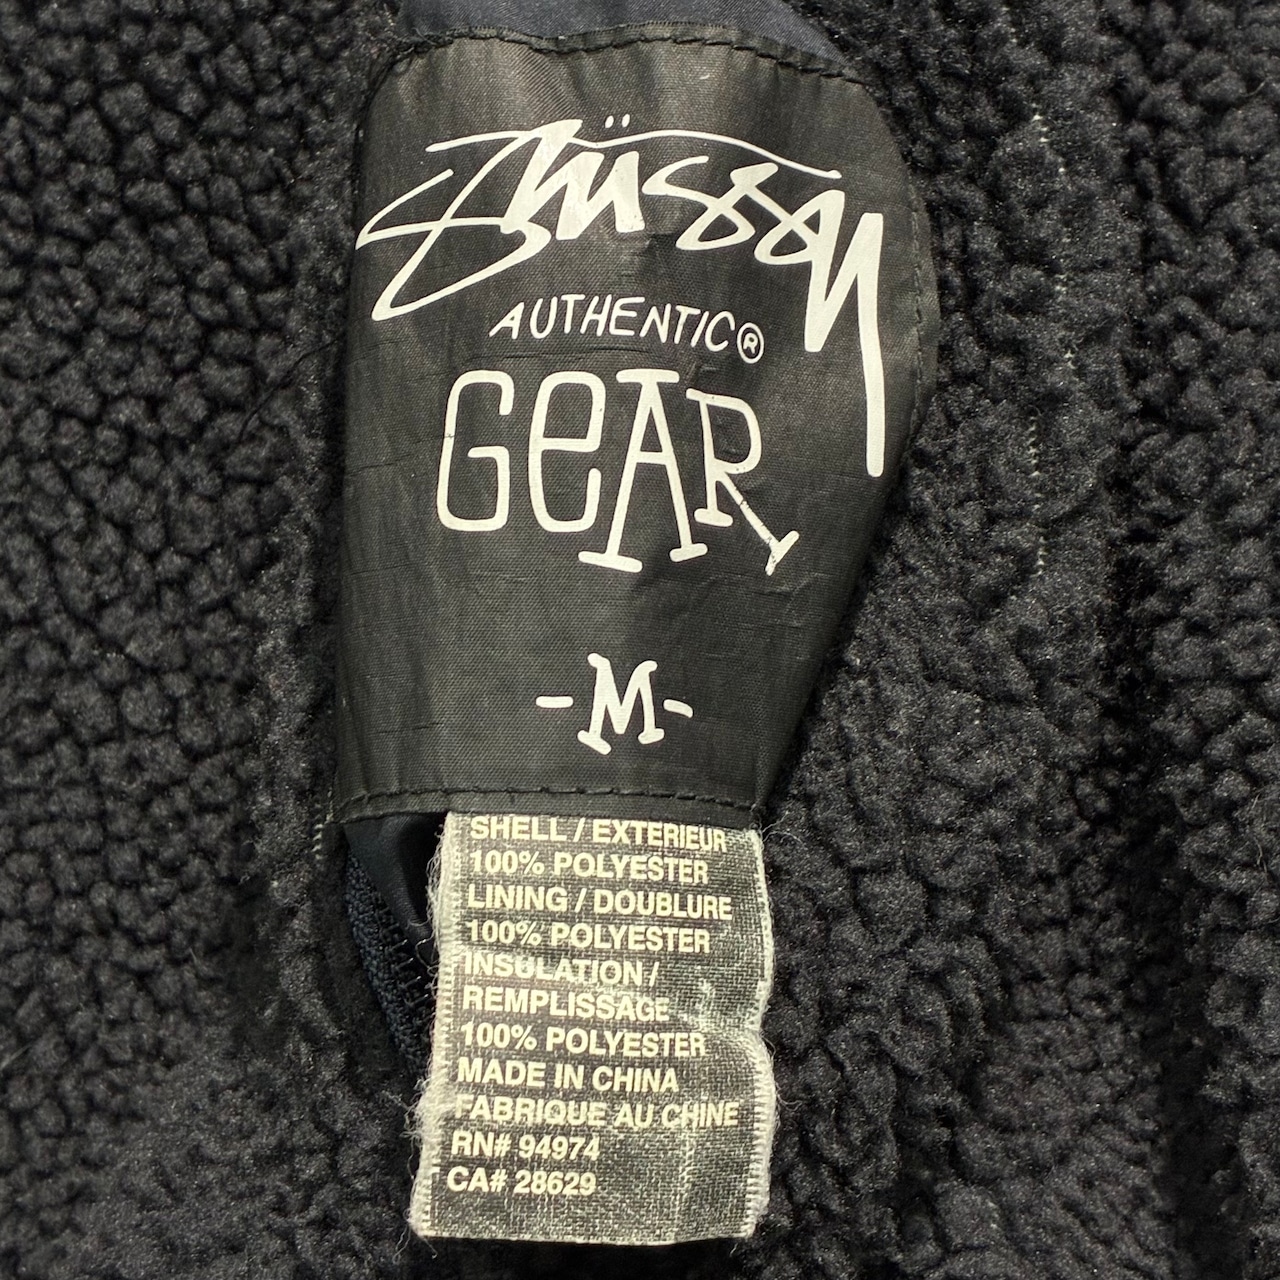 Stüssy
AUTHENTIC®
GeAR
-M-
SHELL / EXTERIEUR
100% POLYESTER
LINING / DOUBLURE
100% POLYESTER
INSULATION /
REMPLISSAGE
100% POLYESTER
MADE IN CHINA
FABRIQUE AU CHINE
RN# 94974
CA# 28629